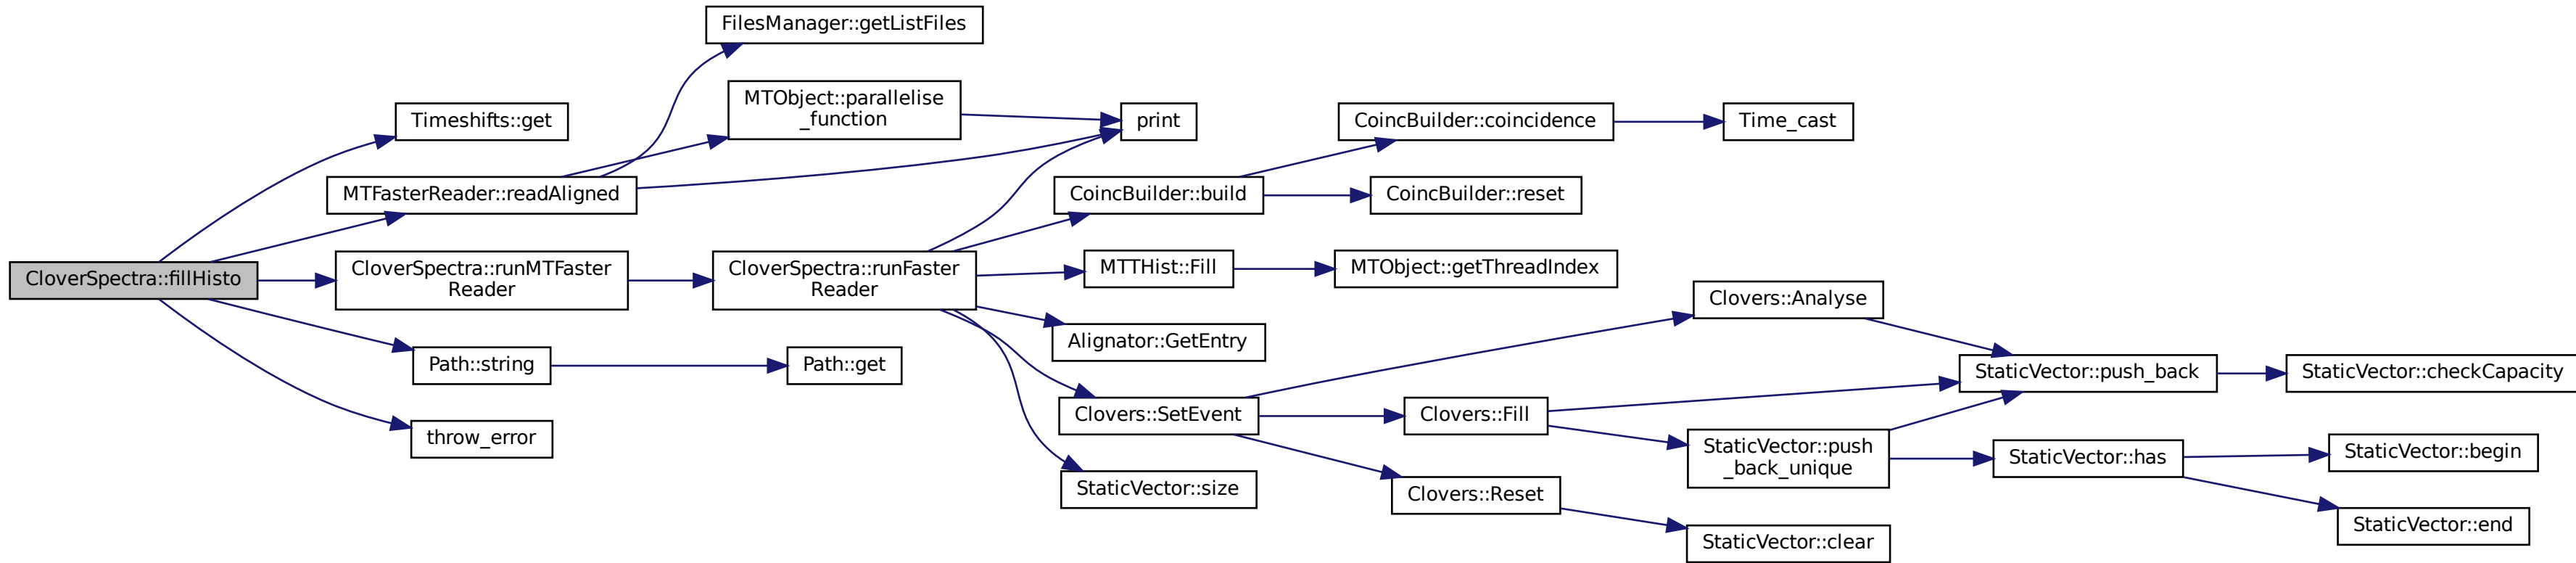 CloverSpectra::fillHisto
Timeshifts::get
MTFasterReader::readAligned
CloverSpectra::runMTFaster
Reader
Path::string
throw_error
FilesManager::getListFiles
MTObject::parallelise
_function
CloverSpectra::runFaster
Reader
Path::get
print
CoincBuilder::build
MTTHist::Fill
Alignator::GetEntry
Clovers::SetEvent
StaticVector::size
CoincBuilder::coincidence
CoincBuilder::reset
MTObject::getThreadIndex
Clovers::Fill
Clovers::Reset
Time_cast
Clovers::Analyse
StaticVector::push
_back_unique
StaticVector::clear
StaticVector::push_back
StaticVector::has
StaticVector::checkCapacity
StaticVector::begin
StaticVector::end